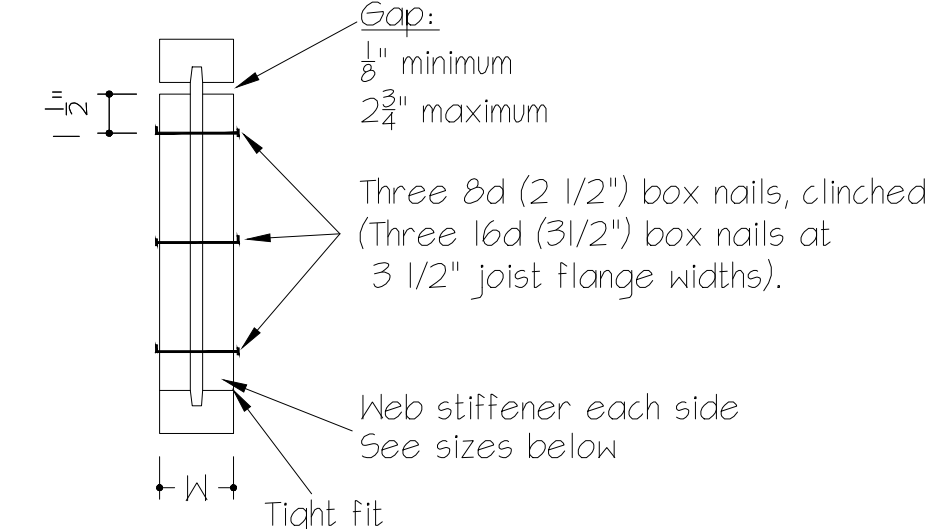 Gap:
1/8" minimum
2 3/4" maximum
1 1/2"
Three 8d (2 1/2") box nails, clinched
(Three 16d (31/2") box nails at
3 1/2" joist flange widths).
Web stiffener each side
See sizes below
W
Tight fit